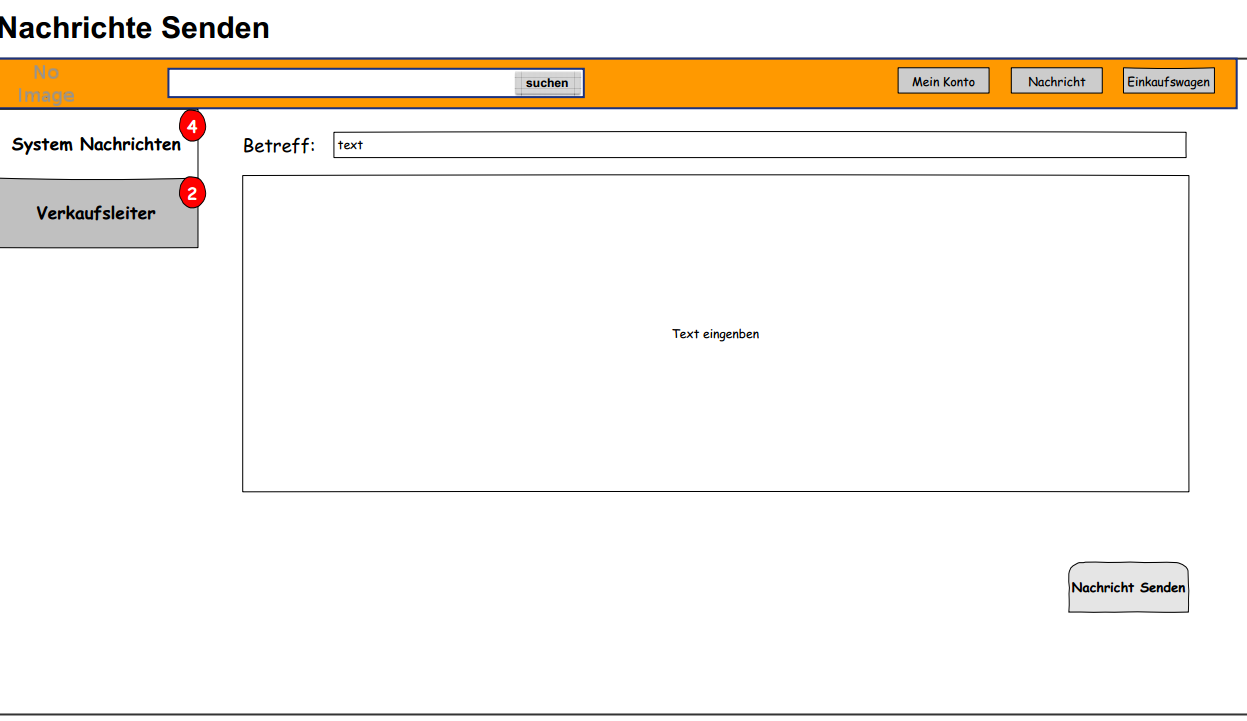 Nachrichte Senden
No
Image
suchen
Mein Konto
Nachricht
Einkaufswagen
4
System Nachrichten
2
Verkaufsleiter
Betreff:
text
Text eingenben
Nachricht Senden